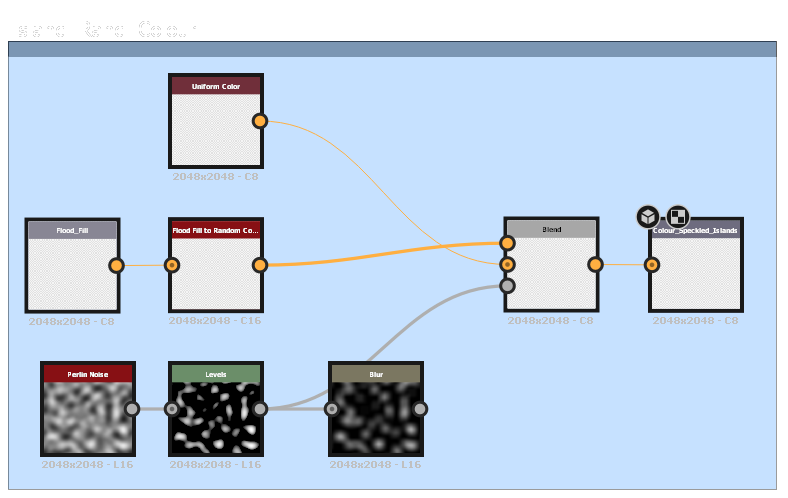 Uniform Color
2048x2048 - C8
Flood_Fill
2048x2048 - C8
Flood Fill to Random Co...
2048x2048 - C16
Blend
2048x2048 - C8
Colour_Speckled_Islands
2048x2048 - C8
Perlin Noise
2048x2048 - L16
Levels
2048x2048 - L16
Blur
2048x2048 - L16